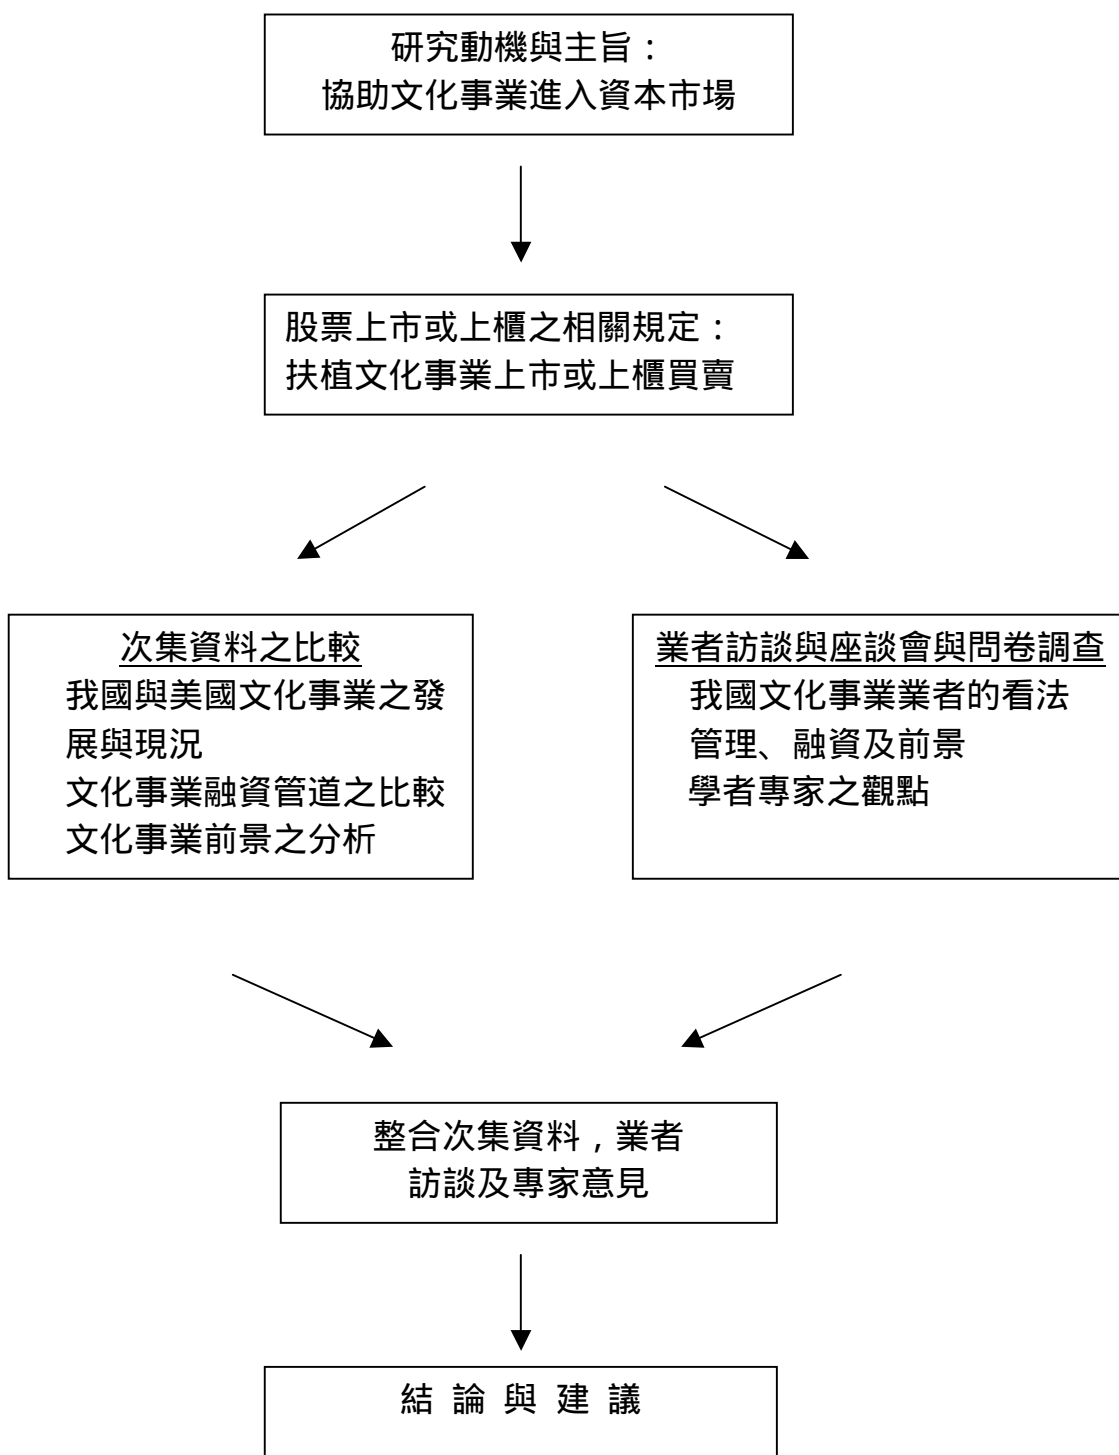 研究動機與主旨：
協助文化事業進入資本市場
股票上市或上櫃之相關規定：
扶植文化事業上市或上櫃買賣
次集資料之比較
我國與美國文化事業之發
展與現況
文化事業融資管道之比較
文化事業前景之分析
業者訪談與座談會與問卷調查
我國文化事業業者的看法
管理、融資及前景
學者專家之觀點
整合次集資料，業者
訪談及專家意見
結 論 與 建 議